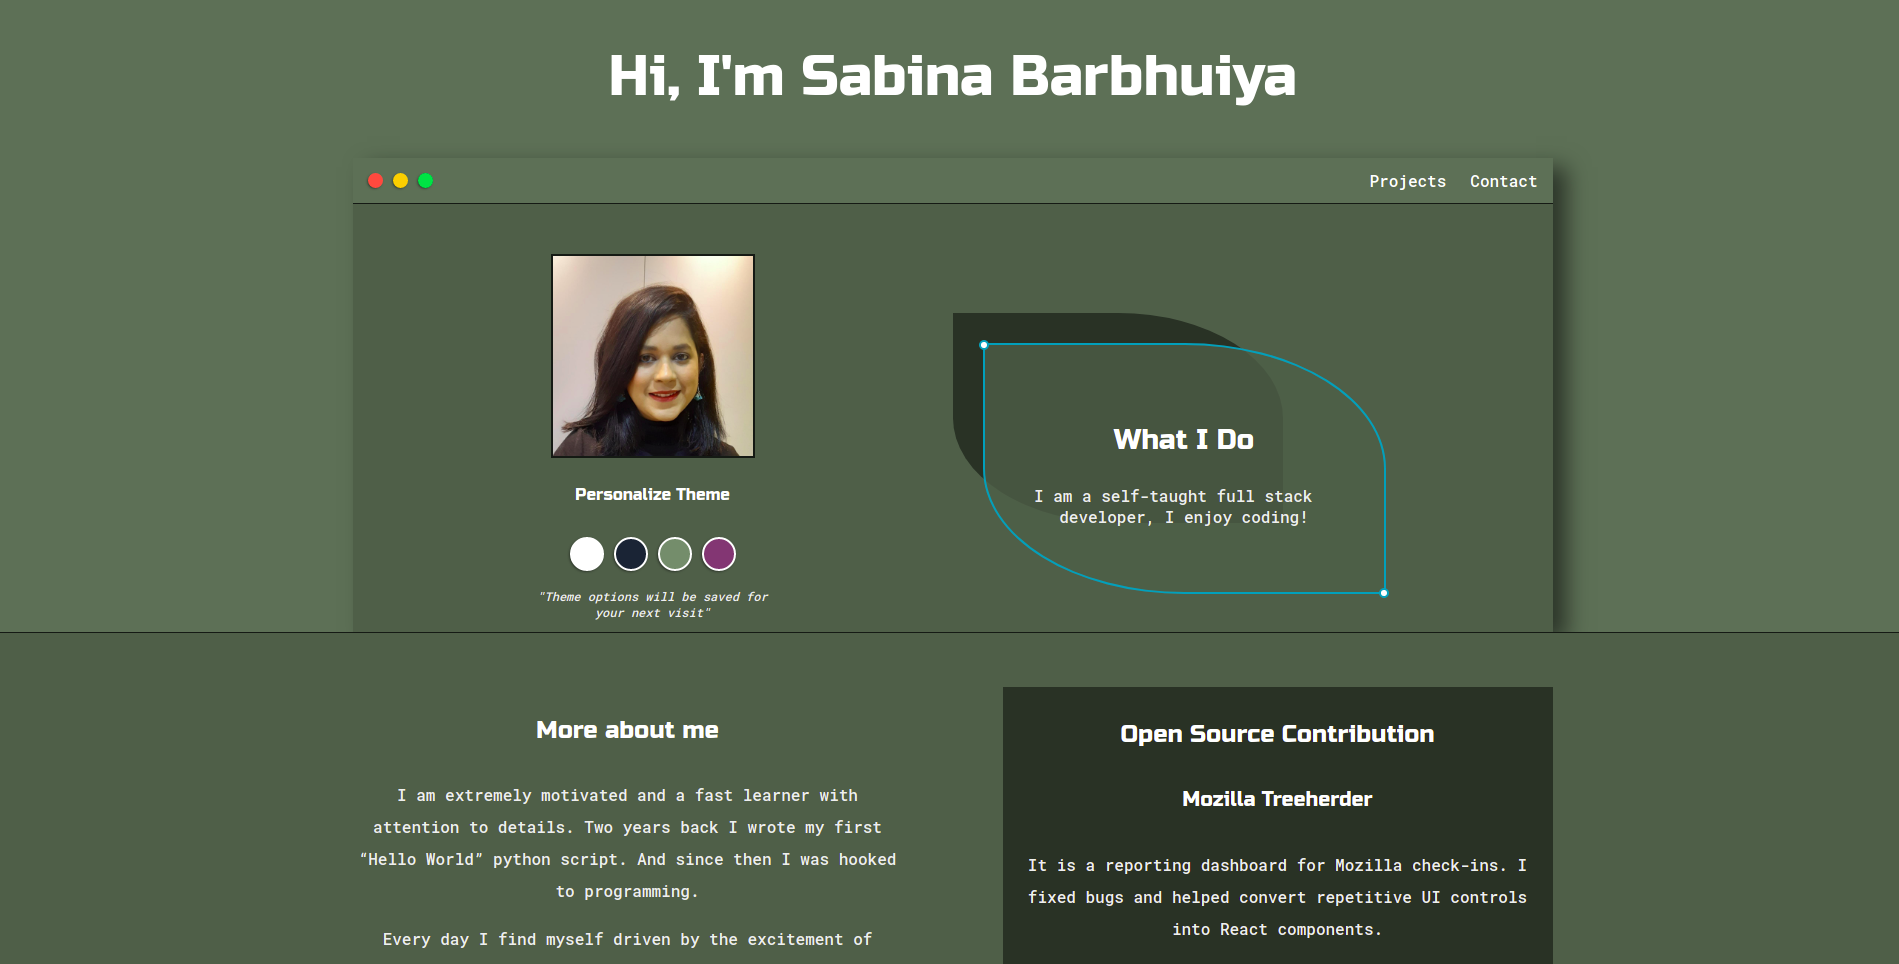 Hi, I'm Sabina Barbhuiya
Projects Contact
Personalize Theme
"Theme options will be saved for
your next visit"
What I Do
I am a self-taught full stack
developer, I enjoy coding!
More about me
I am extremely motivated and a fast learner with
attention to details. Two years back I wrote my first
“Hello World” python script. And since then I was hooked
to programming.
Every day I find myself driven by the excitement of
Open Source Contribution
Mozilla Treeherder
It is a reporting dashboard for Mozilla check-ins. I
fixed bugs and helped convert repetitive UI controls
into React components.